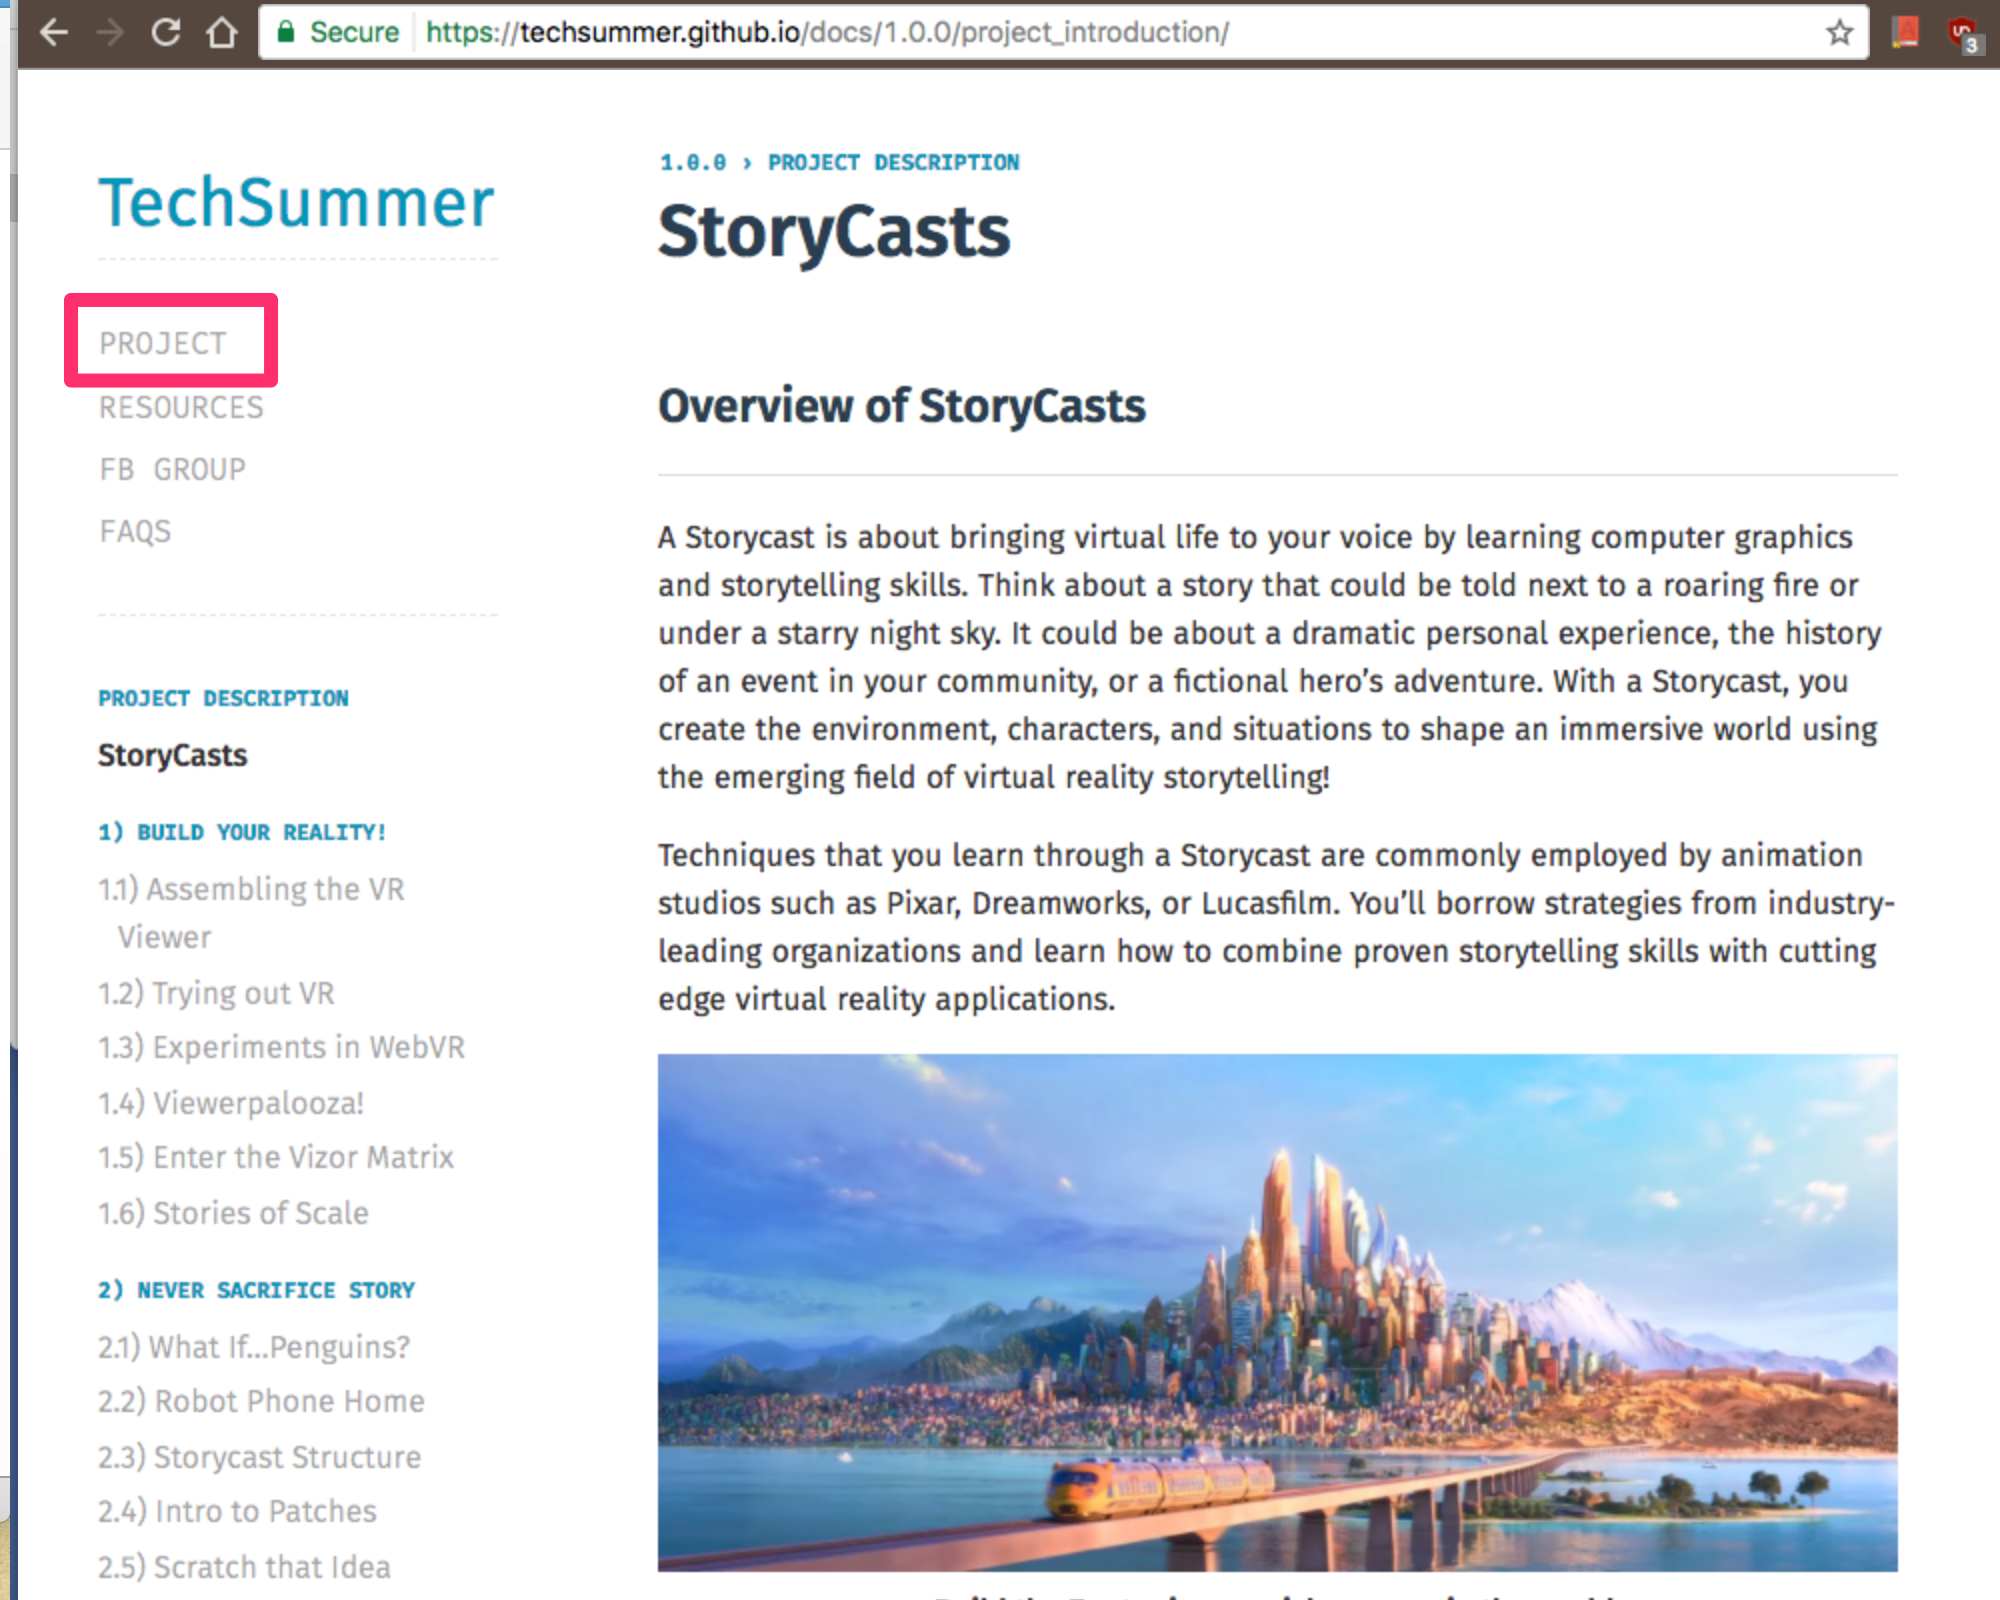 Secure https://techsummer.github.io/docs/1.0.0/project_introduction/
3
TechSummer
PROJECT
RESOURCES
FB GROUP
FAQS
PROJECT DESCRIPTION
StoryCasts
1) BUILD YOUR REALITY!
1.1) Assembling the VR
Viewer
1.2) Trying out VR
1.3) Experiments in WebVR
1.4) Viewerpalooza!
1.5) Enter the Vizor Matrix
1.6) Stories of Scale
2) NEVER SACRIFICE STORY
2.1) What If...Penguins?
2.2) Robot Phone Home
2.3) Storycast Structure
2.4) Intro to Patches
2.5) Scratch that Idea
1.0.0 › PROJECT DESCRIPTION
StoryCasts
Overview of StoryCasts
A Storycast is about bringing virtual life to your voice by learning computer graphics
and storytelling skills. Think about a story that could be told next to a roaring fire or
under a starry night sky. It could be about a dramatic personal experience, the history
of an event in your community, or a fictional hero’s adventure. With a Storycast, you
create the environment, characters, and situations to shape an immersive world using
the emerging field of virtual reality storytelling!
Techniques that you learn through a Storycast are commonly employed by animation
studios such as Pixar, Dreamworks, or Lucasfilm. You’ll borrow strategies from industry-
leading organizations and learn how to combine proven storytelling skills with cutting
edge virtual reality applications.